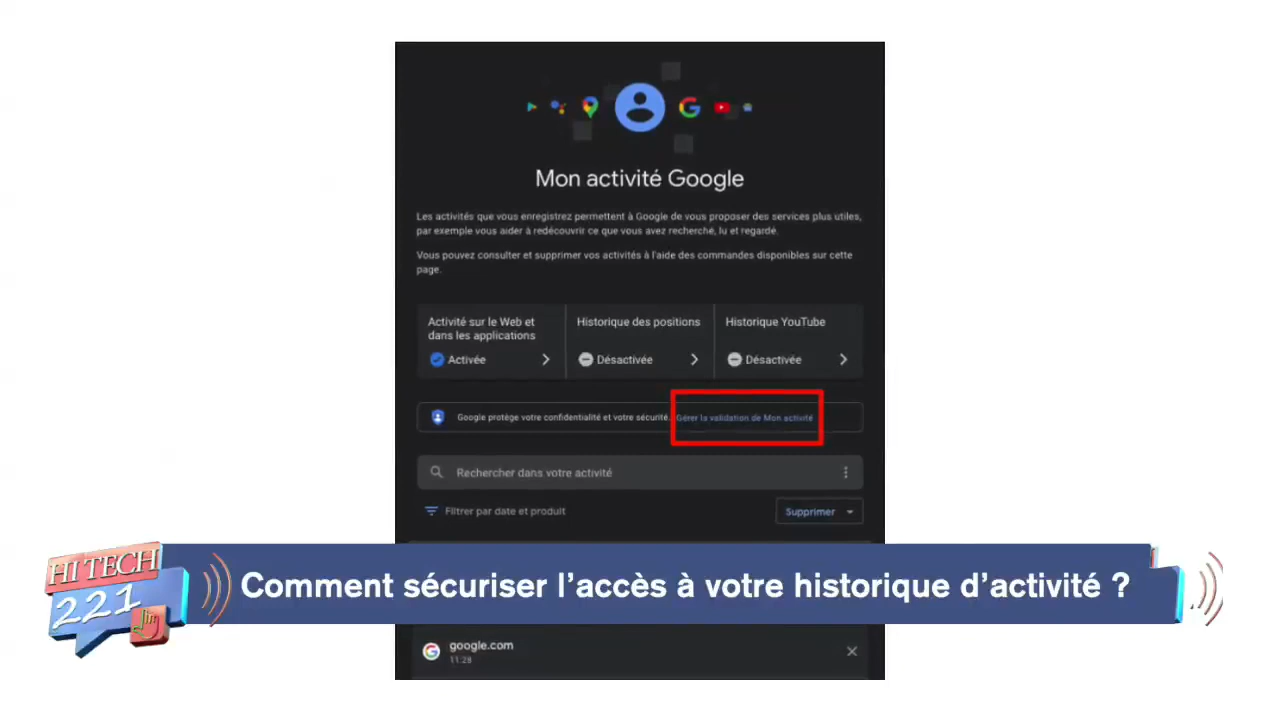 Mon activité Google
Les activités que vous enregistrez permettent à Google de vous proposer des services plus utiles,
par exemple vous aider à redécouvrir ce que vous avez recherché, lu et regardé.
Vous pouvez consulter et supprimer vos activités à l'aide des commandes disponibles sur cette
page.
Activité sur le Web et
dans les applications
Activée
Historique des positions
Désactivée
Historique YouTube
Désactivée
Google protège votre confidentialité et votre sécurité. Gérer la validation de Mon activité
Rechercher dans votre activité
Filtrer par date et produit
Supprimer
HI TECH
221
Comment sécuriser l'accès à votre historique d'activité ?
google.com
11:28